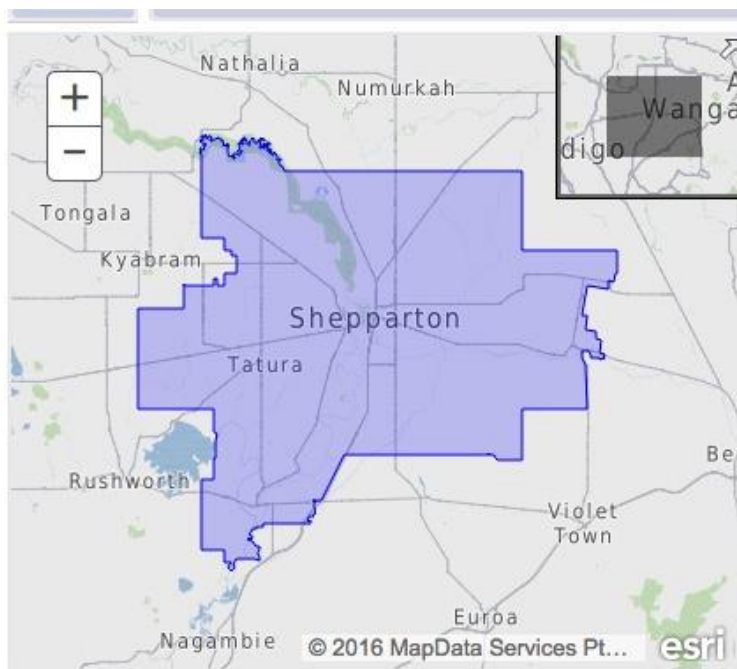 Nathalia
Numurkah
+
−
Wanga
digo
Tongala
Kyabram
Shepparton
Tatura
Rushworth
Be
Violet
Town
Euroa
Nagambie
© 2016 MapData Services Pt...
esri